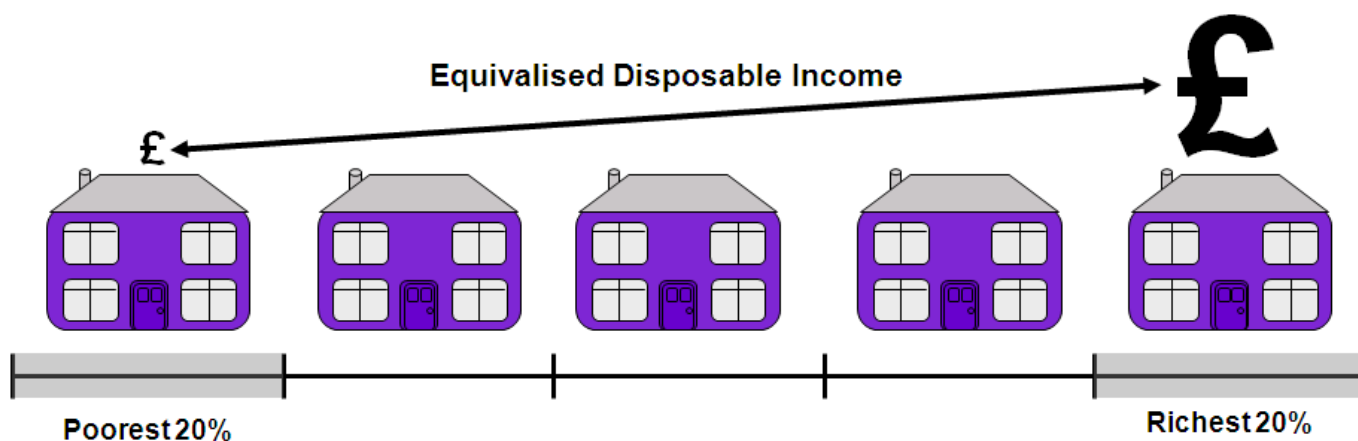 Equivalised Disposable Income
£
£
Poorest 20%
Richest 20%